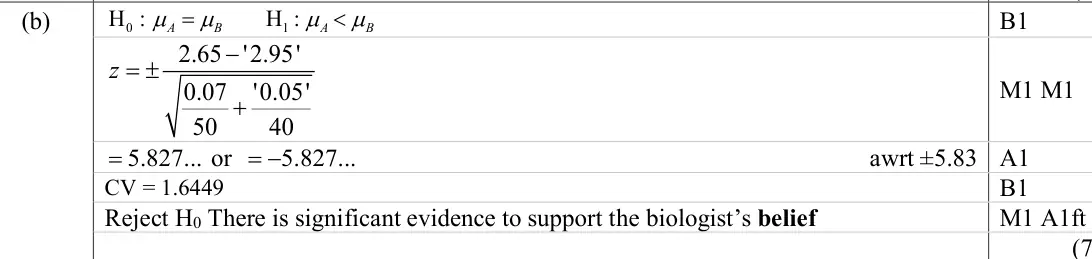 (b) H₀ : μ_A = μ_B H₁ : μ_A < μ_B B1
z = ± (2.65 − '2.95') / √(0.07/50 + '0.05'/40) M1 M1
= 5.827... or = −5.827... awrt ±5.83 A1
CV = 1.6449 B1
Reject H₀ There is significant evidence to support the biologist’s belief M1 A1ft
(7